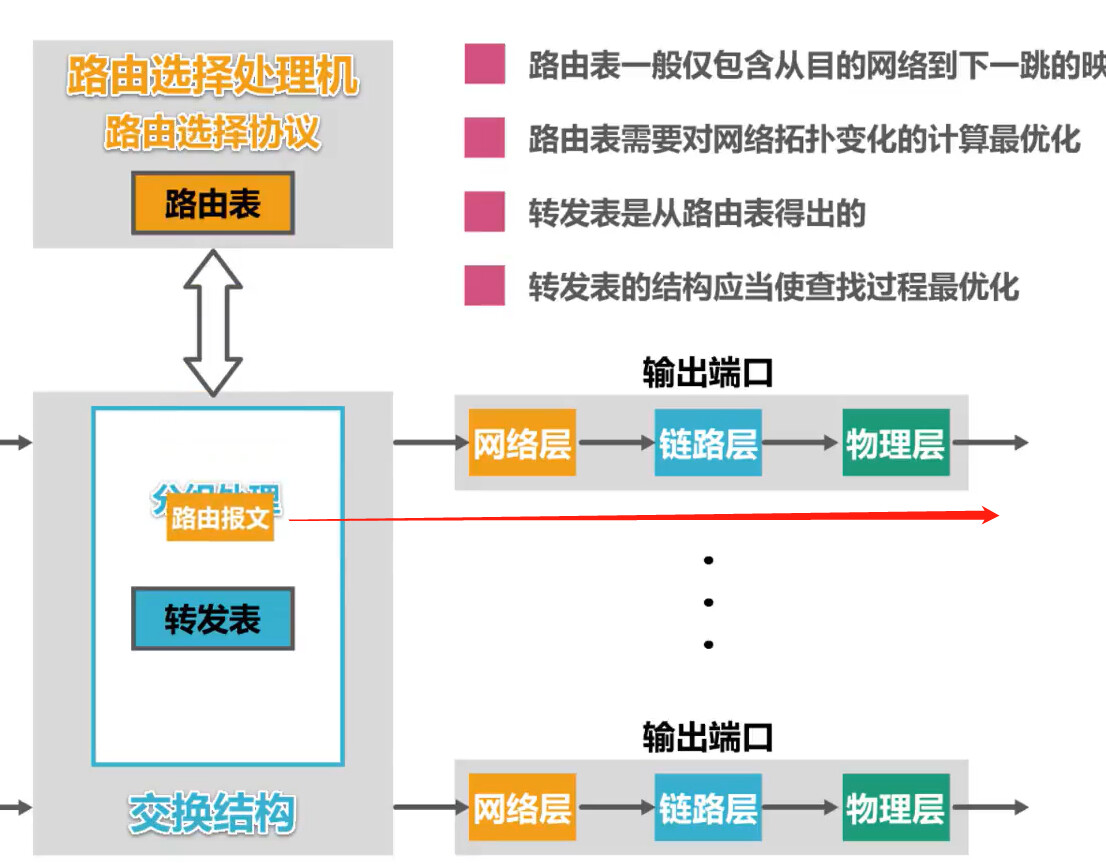 路由选择处理机
路由选择协议
路由表
路由表一般仅包含从目的网络到下一跳的映
路由表需要对网络拓扑变化的计算最优化
转发表是从路由表得出的
转发表的结构应当使查找过程最优化
分组处理
路由报文
转发表
交换结构
输出端口
网络层
链路层
物理层
输出端口
网络层
链路层
物理层